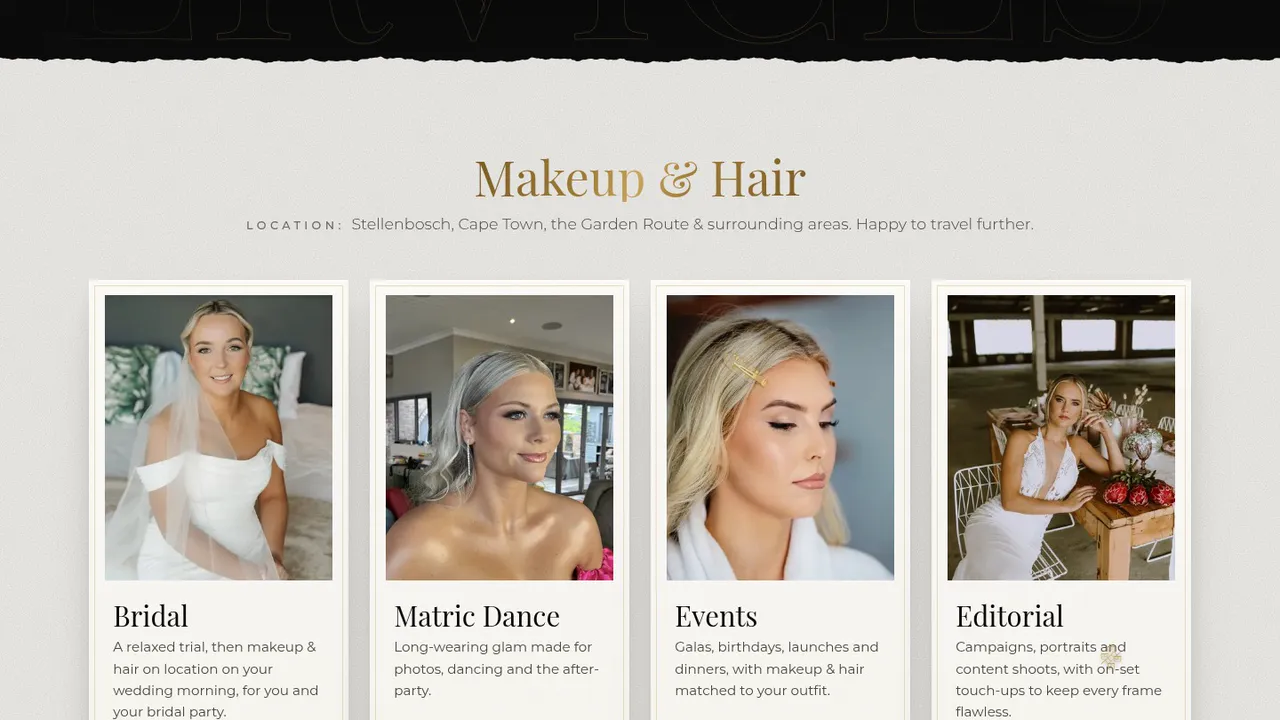 ERVICES
Makeup & Hair
LOCATION: Stellenbosch, Cape Town, the Garden Route & surrounding areas. Happy to travel further.
Bridal
A relaxed trial, then makeup &
hair on location on your
wedding morning, for you and
your bridal party.
Matric Dance
Long-wearing glam made for
photos, dancing and the after-
party.
Events
Galas, birthdays, launches and
dinners, with makeup & hair
matched to your outfit.
Editorial
Campaigns, portraits and
content shoots, with on-set
touch-ups to keep every frame
flawless.